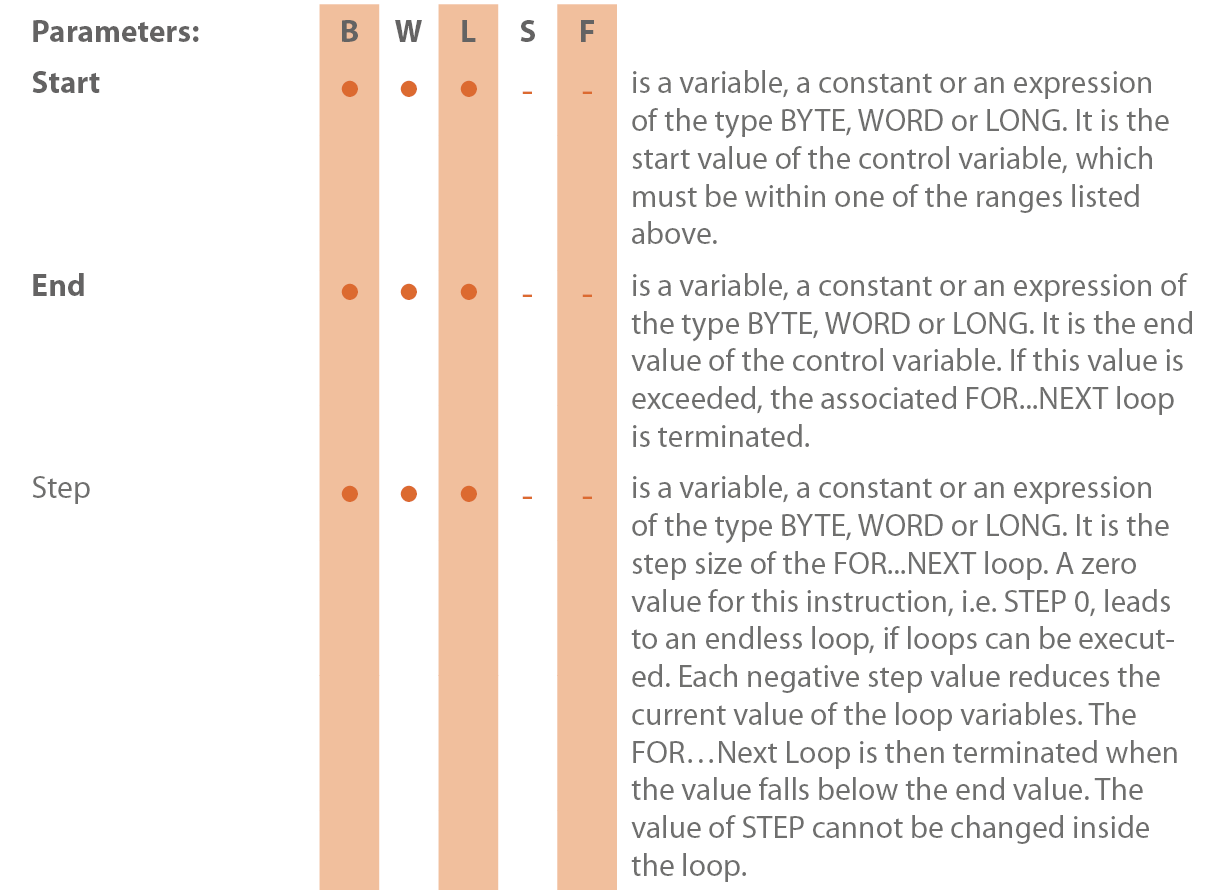 Parameters: B W L S F
Start ● ● ● - - is a variable, a constant or an expression
of the type BYTE, WORD or LONG. It is the
start value of the control variable, which
must be within one of the ranges listed
above.
End ● ● ● - - is a variable, a constant or an expression of
the type BYTE, WORD or LONG. It is the end
value of the control variable. If this value is
exceeded, the associated FOR...NEXT loop
is terminated.
Step ● ● ● - - is a variable, a constant or an expression
of the type BYTE, WORD or LONG. It is the
step size of the FOR...NEXT loop. A zero
value for this instruction, i.e. STEP 0, leads
to an endless loop, if loops can be execut-
ed. Each negative step value reduces the
current value of the loop variables. The
FOR…Next Loop is then terminated when
the value falls below the end value. The
value of STEP cannot be changed inside
the loop.